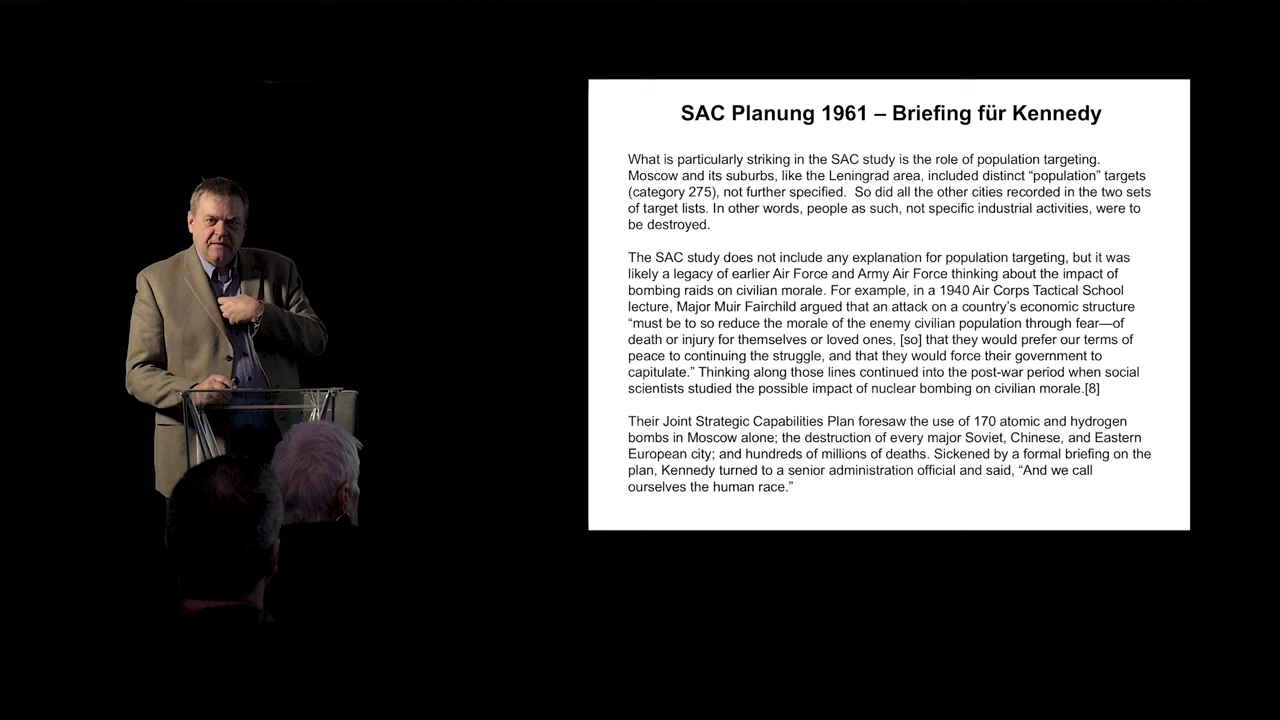 SAC Planung 1961 – Briefing für Kennedy
What is particularly striking in the SAC study is the role of population targeting.
Moscow and its suburbs, like the Leningrad area, included distinct “population” targets
(category 275), not further specified.  So did all the other cities recorded in the two sets
of target lists. In other words, people as such, not specific industrial activities, were to
be destroyed.
The SAC study does not include any explanation for population targeting, but it was
likely a legacy of earlier Air Force and Army Air Force thinking about the impact of
bombing raids on civilian morale. For example, in a 1940 Air Corps Tactical School
lecture, Major Muir Fairchild argued that an attack on a country’s economic structure
“must be to so reduce the morale of the enemy civilian population through fear—of
death or injury for themselves or loved ones, [so] that they would prefer our terms of
peace to continuing the struggle, and that they would force their government to
capitulate.” Thinking along those lines continued into the post-war period when social
scientists studied the possible impact of nuclear bombing on civilian morale.[8]
Their Joint Strategic Capabilities Plan foresaw the use of 170 atomic and hydrogen
bombs in Moscow alone; the destruction of every major Soviet, Chinese, and Eastern
European city; and hundreds of millions of deaths. Sickened by a formal briefing on the
plan, Kennedy turned to a senior administration official and said, “And we call
ourselves the human race.”